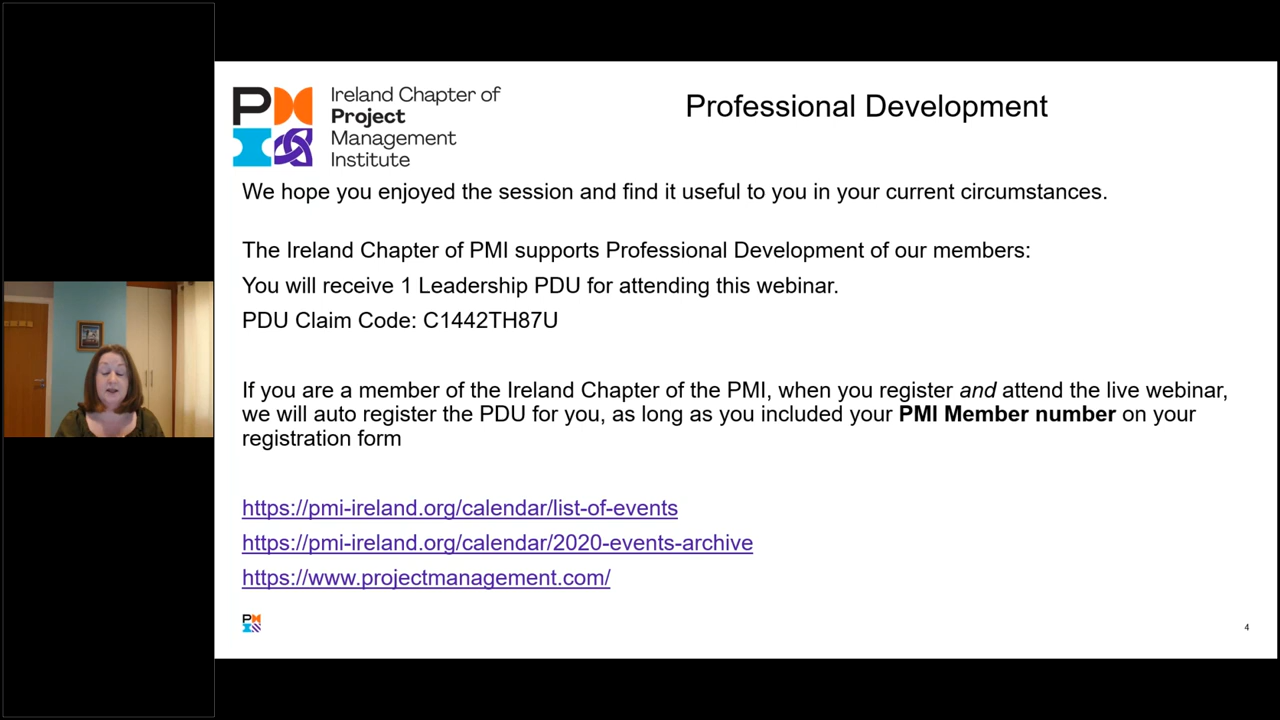 PM
Ireland Chapter of
Project
Management
Institute
Professional Development
We hope you enjoyed the session and find it useful to you in your current circumstances.
The Ireland Chapter of PMI supports Professional Development of our members:
You will receive 1 Leadership PDU for attending this webinar.
PDU Claim Code: C1442TH87U
If you are a member of the Ireland Chapter of the PMI, when you register and attend the live webinar,
we will auto register the PDU for you, as long as you included your PMI Member number on your
registration form
https://pmi-ireland.org/calendar/list-of-events
https://pmi-ireland.org/calendar/2020-events-archive
https://www.projectmanagement.com/
4